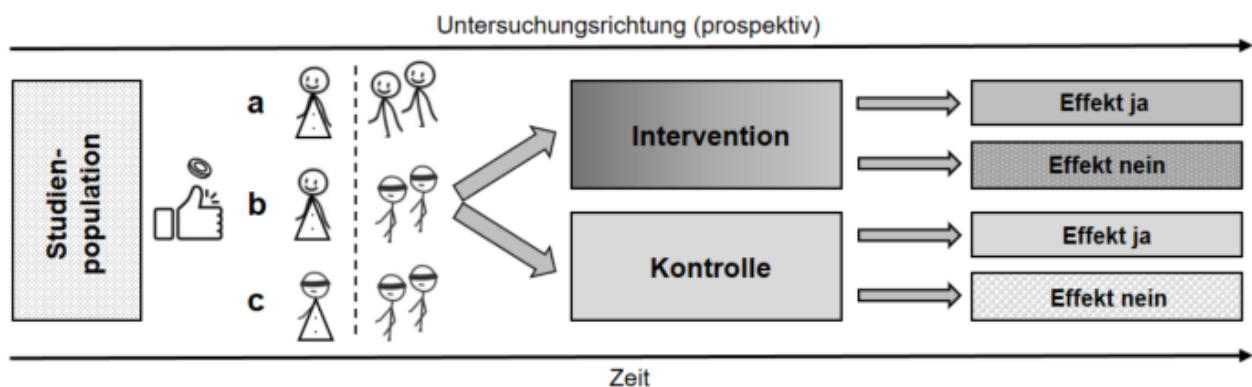 Untersuchungsrichtung (prospektiv)
Studien-
population
a
b
c
Intervention
Kontrolle
Effekt ja
Effekt nein
Effekt ja
Effekt nein
Zeit